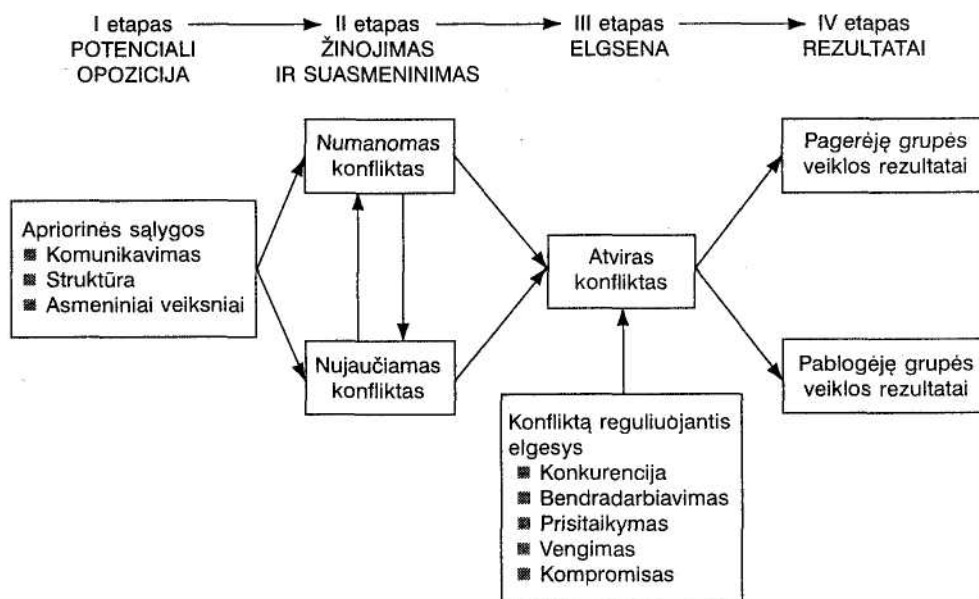 I etapas
POTENCIALI
OPOZICIJA
II etapas
ŽINOJIMAS
IR SUASMENINIMAS
III etapas
ELGSENA
IV etapas
REZULTATAI
Apriorinės sąlygos
Komunikavimas
Struktūra
Asmeniniai veiksniai
Numanomas
konfliktas
Nujaučiamas
konfliktas
Atviras
konfliktas
Konfliktą reguliuojantis
elgesys
Konkurencija
Bendradarbiavimas
Prisitaikymas
Vengimas
Kompromisas
Pagerėję grupės
veiklos rezultatai
Pablogėję grupės
veiklos rezultatai